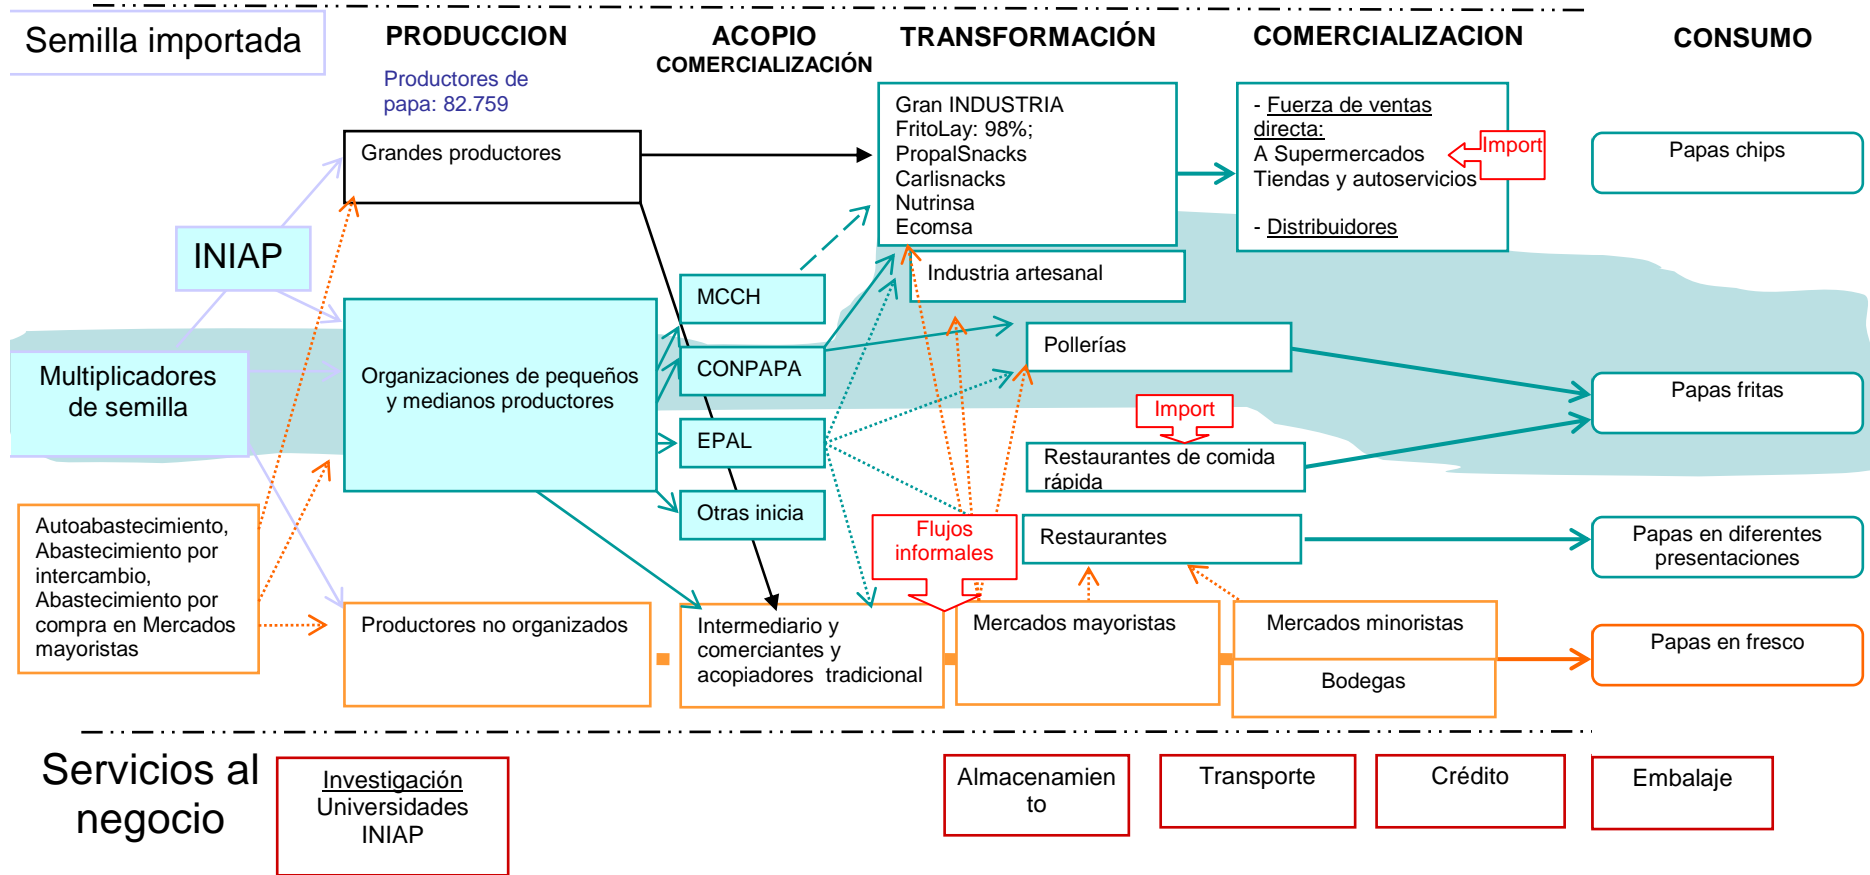 Semilla importada
PRODUCCION
ACOPIO
COMERCIALIZACIÓN
TRANSFORMACIÓN
COMERCIALIZACION
CONSUMO
Productores de
papa: 82.759
Grandes productores
Gran INDUSTRIA
FritoLay: 98%;
PropalSnacks
Carlisnacks
Nutrinsa
Ecomsa
- Fuerza de ventas
directa:
A Supermercados
Tiendas y autoservicios
- Distribuidores
Import
Papas chips
INIAP
Industria artesanal
MCCH
Multiplicadores
de semilla
Organizaciones de pequeños
y medianos productores
CONPAPA
Pollerías
Papas fritas
Import
EPAL
Restaurantes de comida
rápida
Otras inicia
Autoabastecimiento,
Abastecimiento por
intercambio,
Abastecimiento por
compra en Mercados
mayoristas
Flujos
informales
Restaurantes
Papas en diferentes
presentaciones
Productores no organizados
Intermediario y
comerciantes y
acopiadores tradicional
Mercados mayoristas
Mercados minoristas
Bodegas
Papas en fresco
Servicios al
negocio
Investigación
Universidades
INIAP
Almacenamien
to
Transporte
Crédito
Embalaje